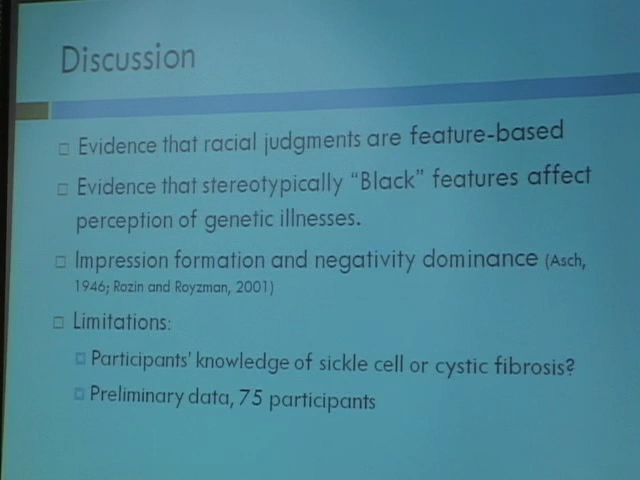 Discussion
Evidence that racial judgments are feature-based
Evidence that stereotypically “Black” features affect
perception of genetic illnesses.
Impression formation and negativity dominance (Asch,
1946; Rozin and Royzman, 2001)
Limitations:
Participants’ knowledge of sickle cell or cystic fibrosis?
Preliminary data, 75 participants